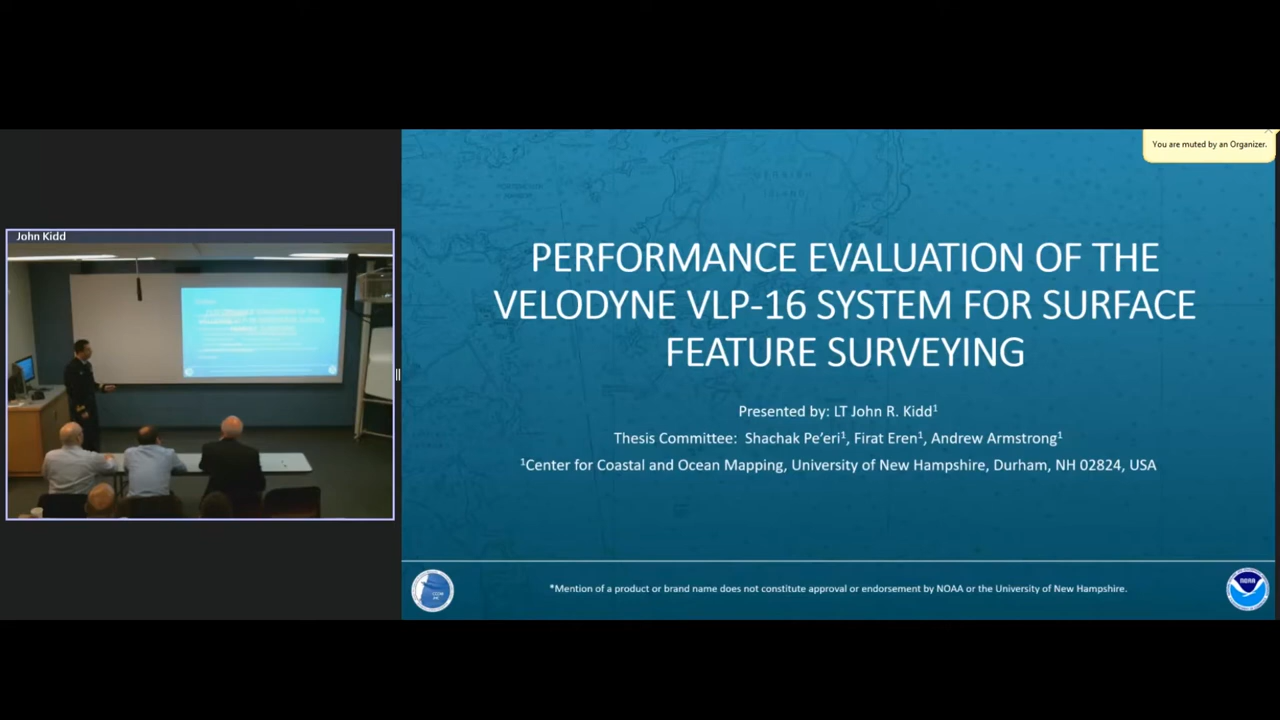 You are muted by an Organizer.
John Kidd
PERFORMANCE EVALUATION OF THE
VELODYNE VLP-16 SYSTEM FOR SURFACE
FEATURE SURVEYING
Presented by: LT John R. Kidd¹
Thesis Committee: Shachak Pe’eri¹, Firat Eren¹, Andrew Armstrong¹
¹Center for Coastal and Ocean Mapping, University of New Hampshire, Durham, NH 02824, USA
*Mention of a product or brand name does not constitute approval or endorsement by NOAA or the University of New Hampshire.
NOAA